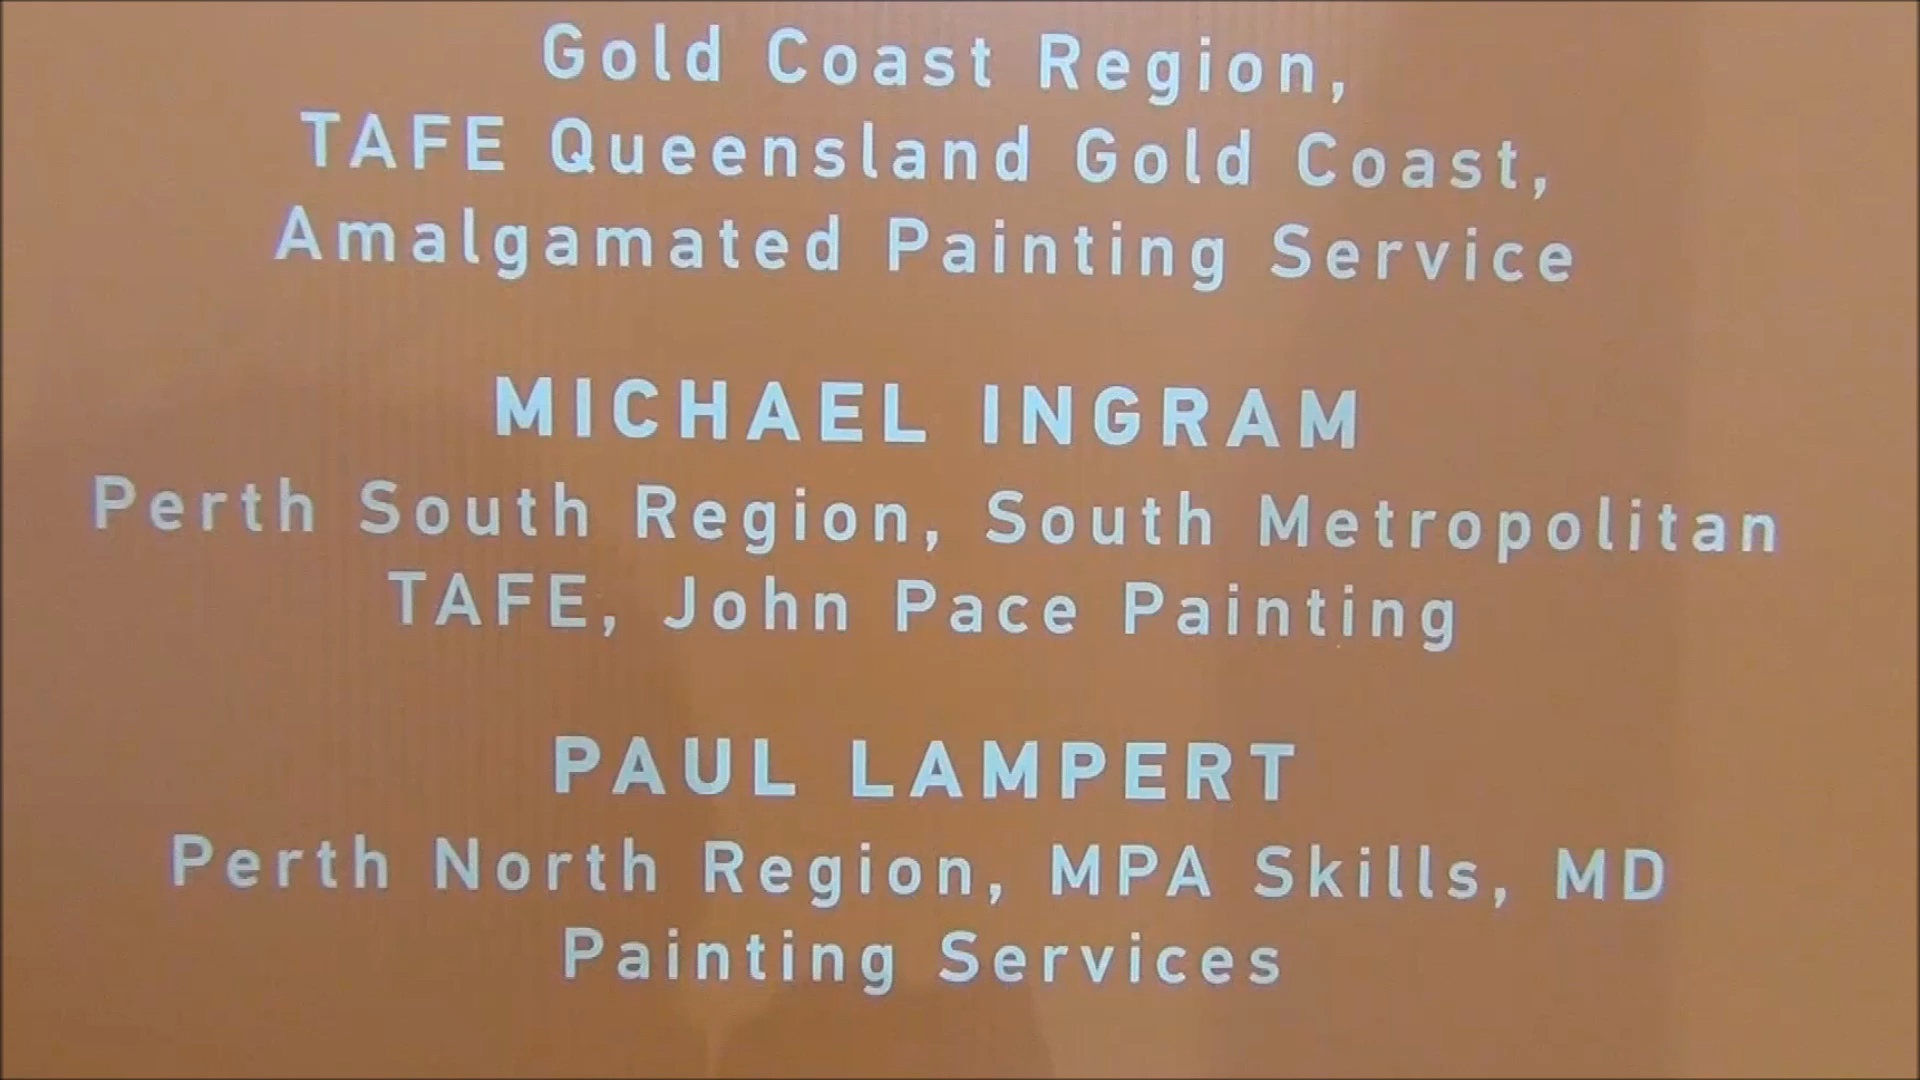 Gold Coast Region,
TAFE Queensland Gold Coast,
Amalgamated Painting Service
MICHAEL INGRAM
Perth South Region, South Metropolitan
TAFE, John Pace Painting
PAUL LAMPERT
Perth North Region, MPA Skills, MD
Painting Services